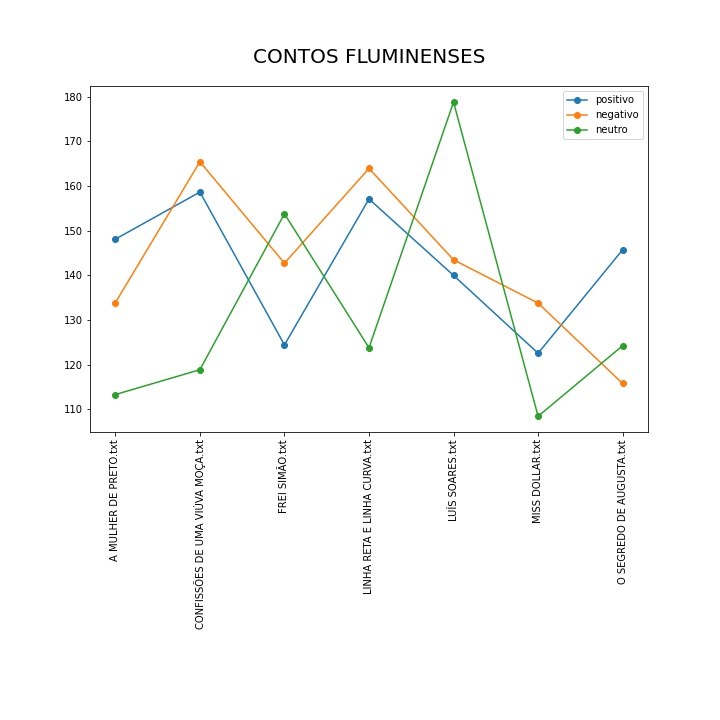 CONTOS FLUMINENSES
180
170
160
150
140
130
120
110
positivo
negativo
neutro
A MULHER DE PRETO.txt
CONFISSÕES DE UMA VIÚVA MOÇA.txt
FREI SIMÃO.txt
LINHA RETA E LINHA CURVA.txt
LUÍS SOARES.txt
MISS DOLLAR.txt
O SEGREDO DE AUGUSTA.txt